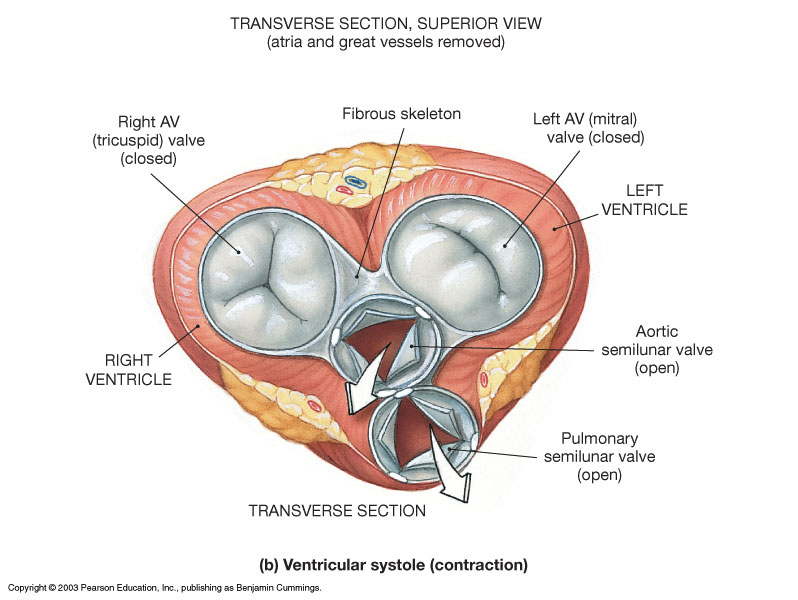 TRANSVERSE SECTION, SUPERIOR VIEW
(atria and great vessels removed)
Right AV
(tricuspid) valve
(closed)
Fibrous skeleton
Left AV (mitral)
valve (closed)
LEFT
VENTRICLE
RIGHT
VENTRICLE
Aortic
semilunar valve
(open)
Pulmonary
semilunar valve
(open)
TRANSVERSE SECTION
(b) Ventricular systole (contraction)
Copyright © 2003 Pearson Education, Inc., publishing as Benjamin Cummings.